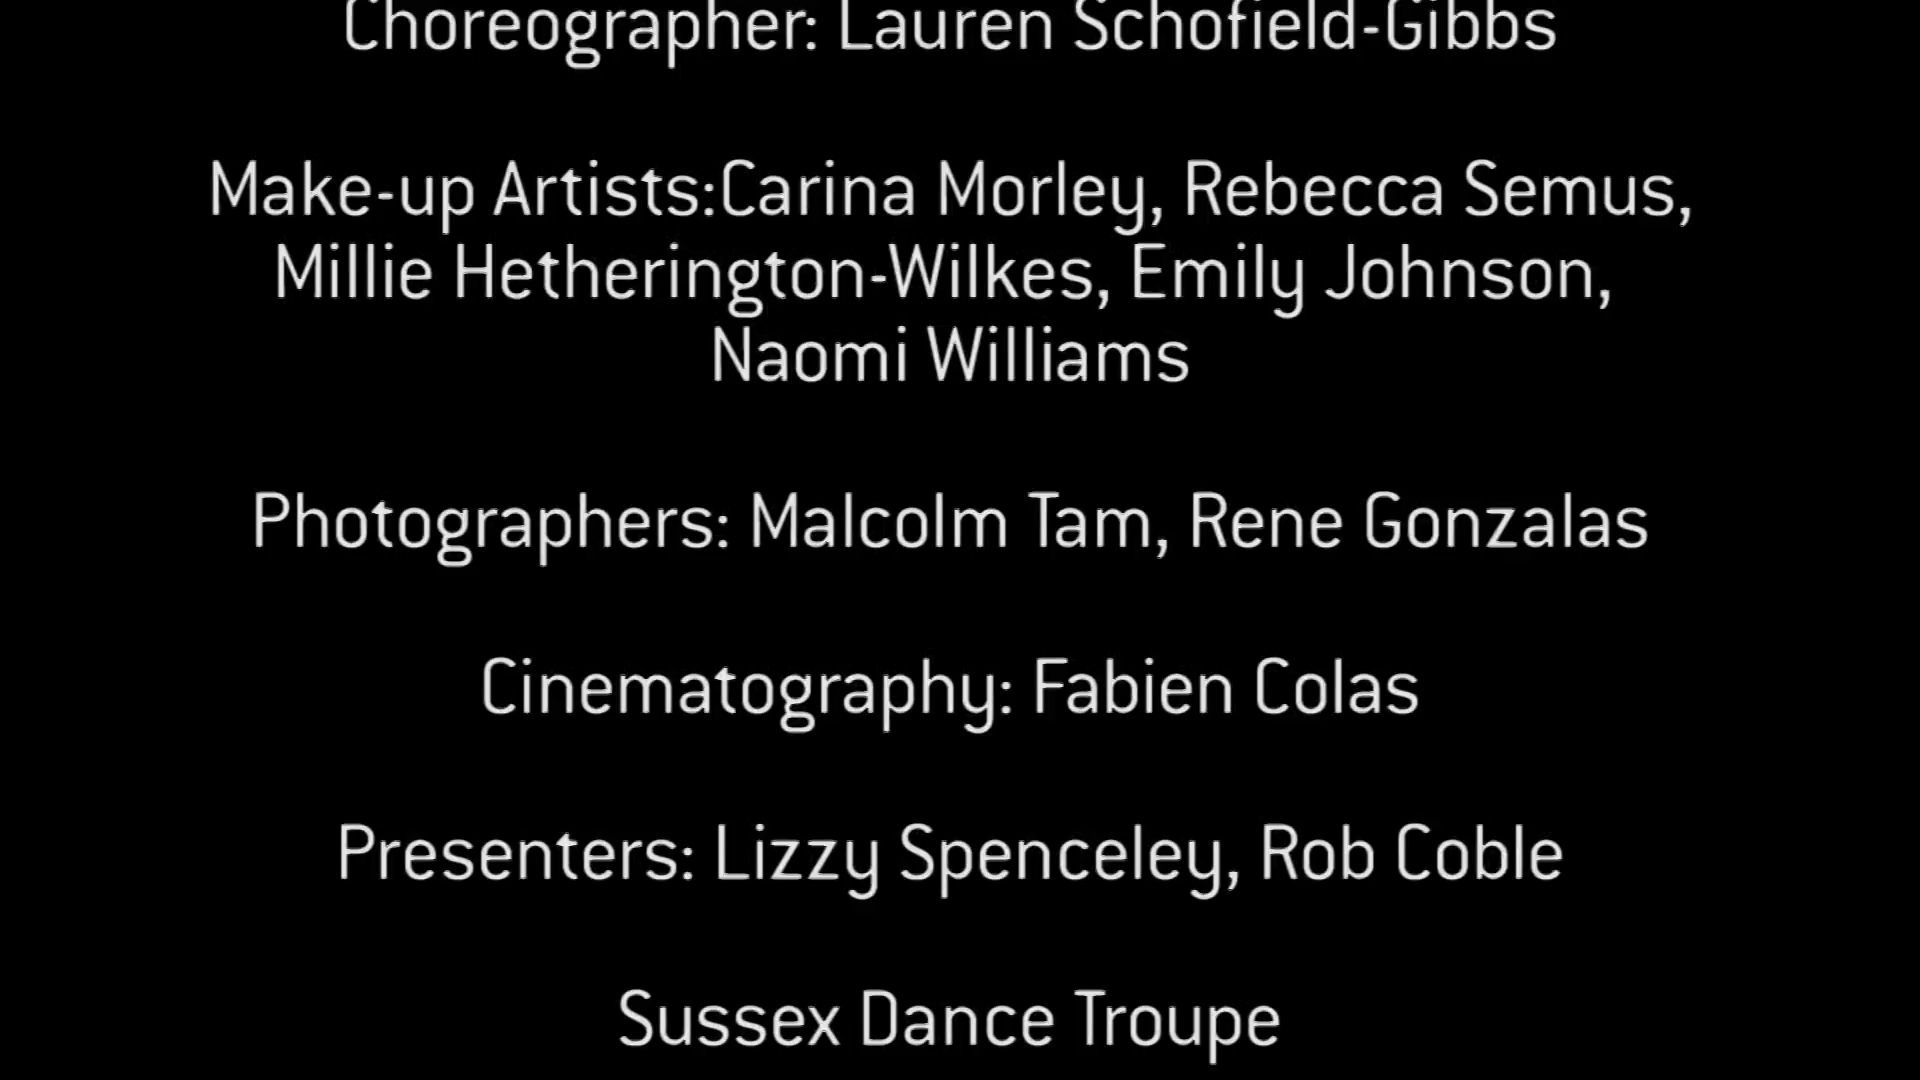 Choreographer: Lauren Schofield-Gibbs
Make-up Artists:Carina Morley, Rebecca Semus,
Millie Hetherington-Wilkes, Emily Johnson,
Naomi Williams
Photographers: Malcolm Tam, Rene Gonzalas
Cinematography: Fabien Colas
Presenters: Lizzy Spenceley, Rob Coble
Sussex Dance Troupe